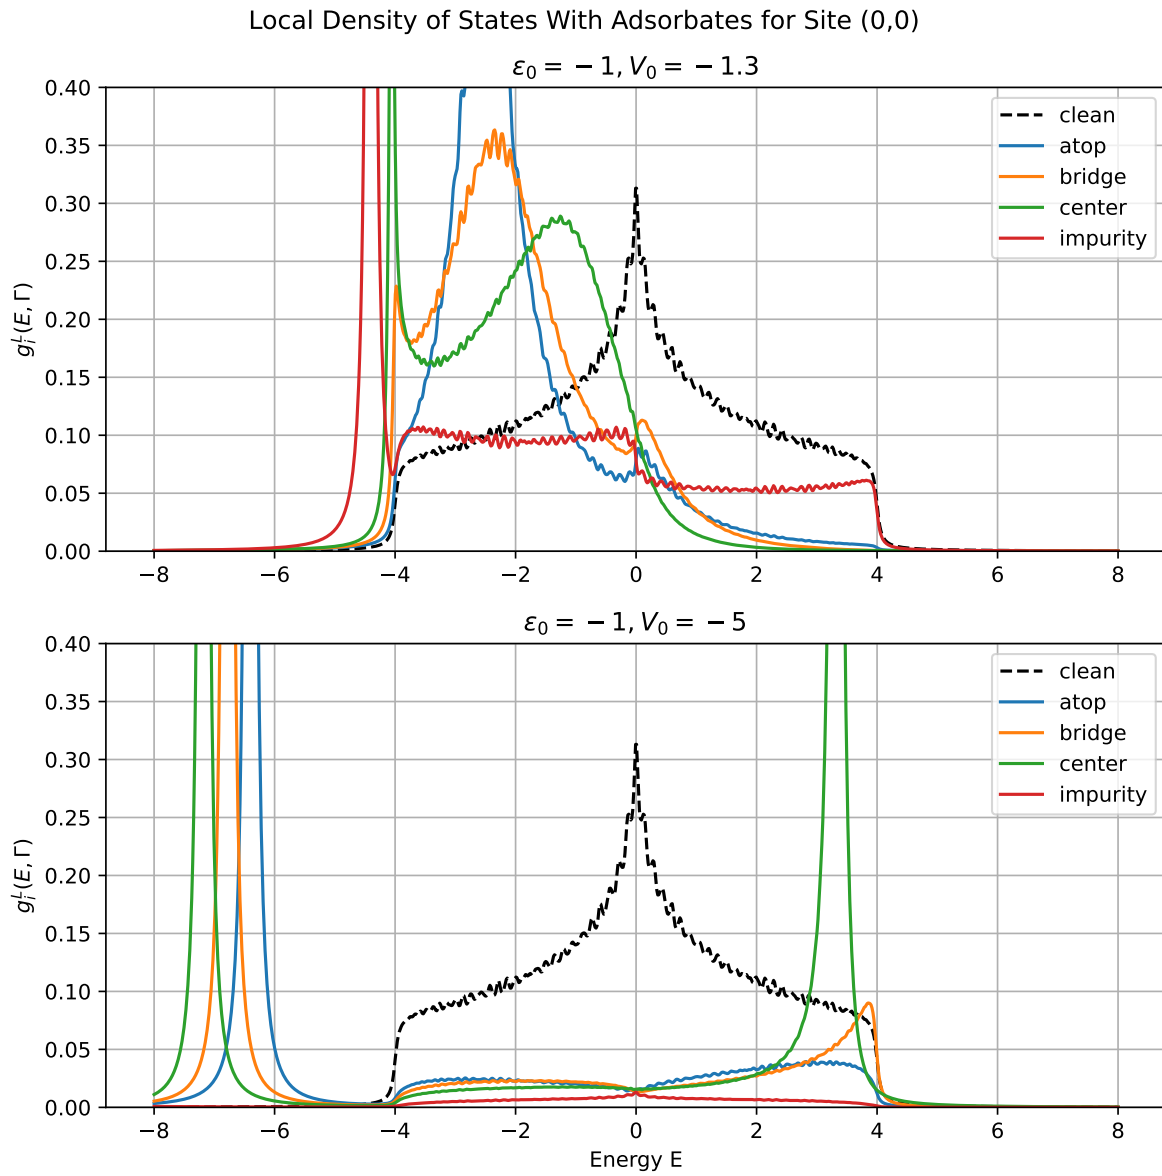 Local Density of States With Adsorbates for Site (0,0)
ε₀ = −1, V₀ = −1.3
0.40
0.35
0.30
0.25
0.20
0.15
0.10
0.05
0.00
gᵢᴸ(E, Γ)
clean
atop
bridge
center
impurity
−8 −6 −4 −2 0 2 4 6 8
ε₀ = −1, V₀ = −5
0.40
0.35
0.30
0.25
0.20
0.15
0.10
0.05
0.00
gᵢᴸ(E, Γ)
clean
atop
bridge
center
impurity
−8 −6 −4 −2 0 2 4 6 8
Energy E